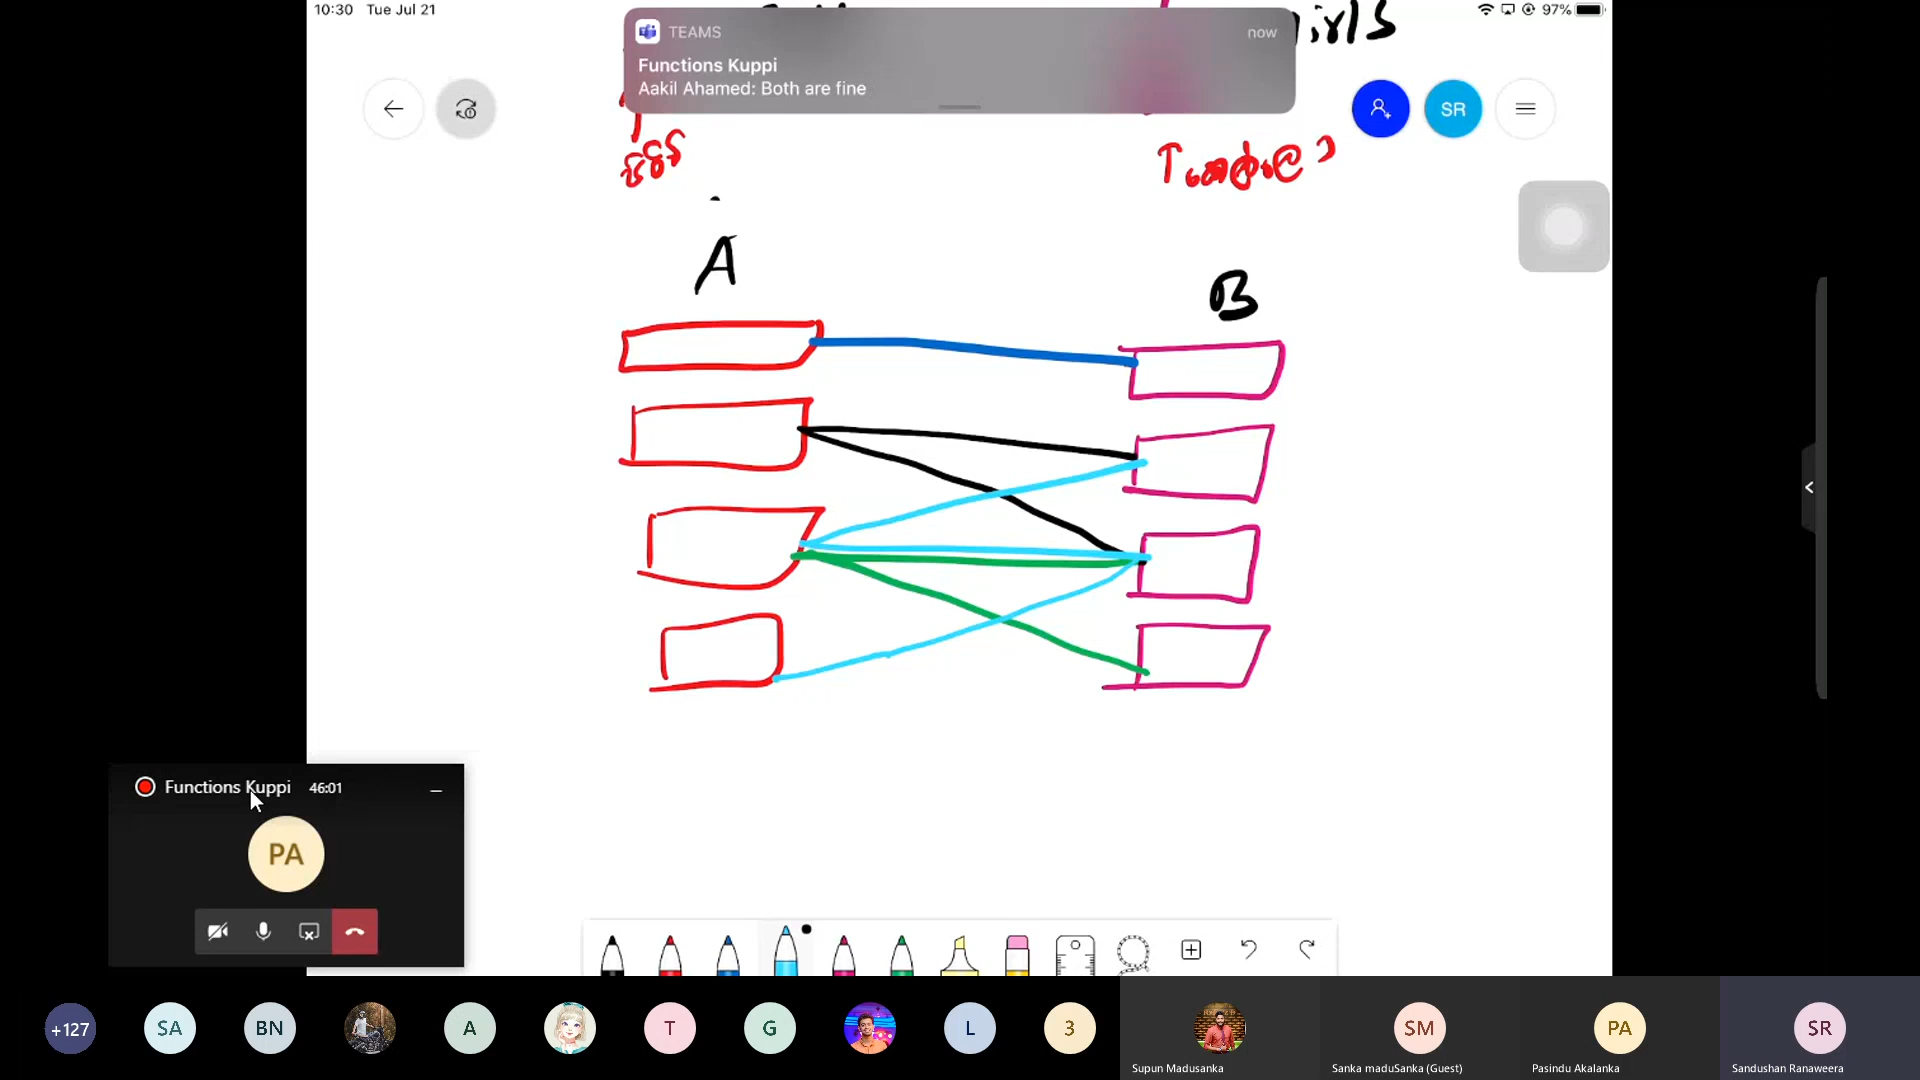 10:30 Tue Jul 21
97%
TEAMS
now
Functions Kuppi
Aakil Ahamed: Both are fine
SR
A
B
Functions Kuppi 46:01
PA
+127
SA
BN
A
T
G
L
3
SM
PA
SR
Supun Madusanka
Sanka maduSanka (Guest)
Pasindu Akalanka
Sandushan Ranaweera